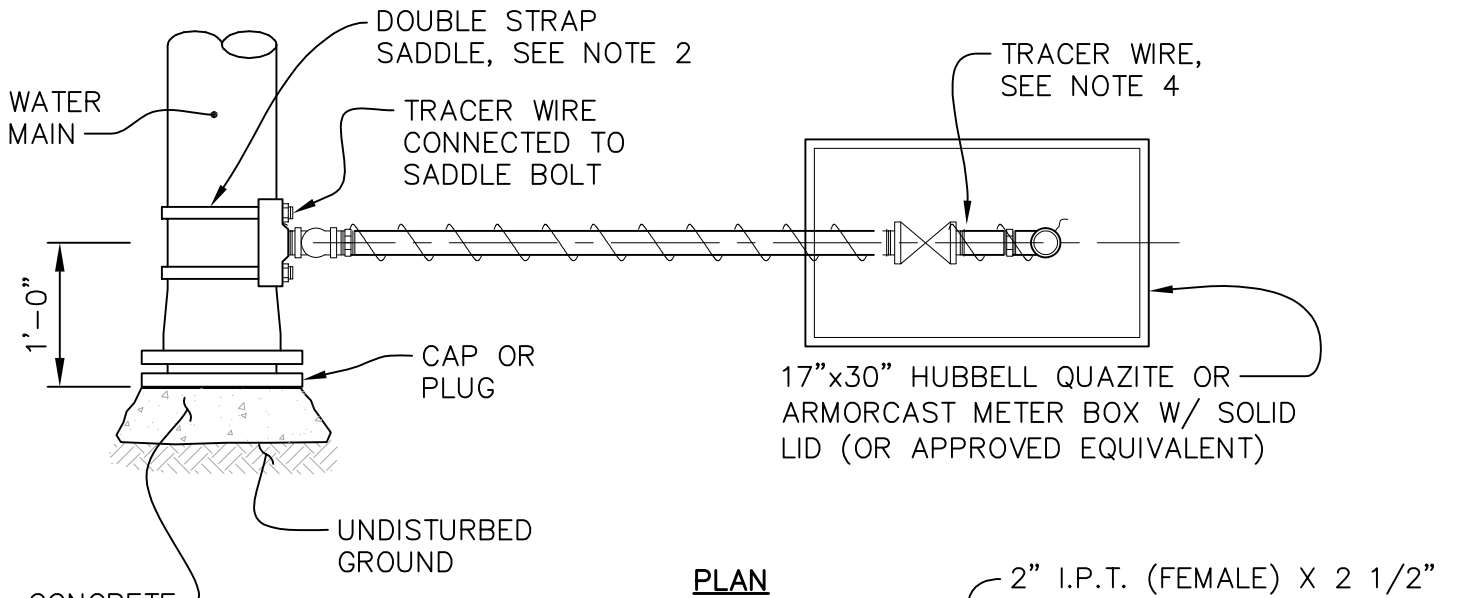 DOUBLE STRAP
SADDLE, SEE NOTE 2
TRACER WIRE,
SEE NOTE 4
WATER
MAIN
TRACER WIRE
CONNECTED TO
SADDLE BOLT
1'-0"
CAP OR
PLUG
17"x30" HUBBELL QUAZITE OR
ARMORCAST METER BOX W/ SOLID
LID (OR APPROVED EQUIVALENT)
UNDISTURBED
GROUND
PLAN
2" I.P.T. (FEMALE) X 2 1/2"
CONCRETE